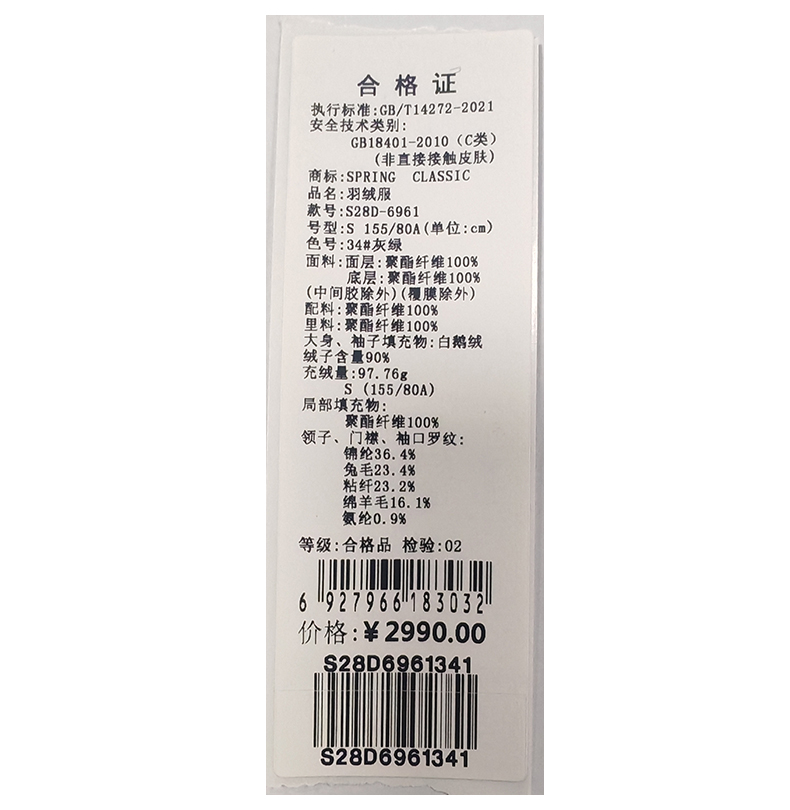 合格证
执行标准:GB/T14272-2021
安全技术类别:
GB18401-2010（C类）
(非直接接触皮肤)
商标:SPRING CLASSIC
品名:羽绒服
款号:S28D-6961
号型:S 155/80A(单位:cm)
色号:34#灰绿
面料:面层:聚酯纤维100%
底层:聚酯纤维100%
(中间胶除外)(覆膜除外)
配料:聚酯纤维100%
里料:聚酯纤维100%
大身、袖子填充物:白鹅绒
绒子含量90%
充绒量:97.76g
S (155/80A)
局部填充物:
聚酯纤维100%
领子、门襟、袖口罗纹:
锦纶36.4%
兔毛23.4%
粘纤23.2%
绵羊毛16.1%
氨纶0.9%
等级:合格品 检验:02
6 927966 183032
价格:¥2990.00
S28D6961341
S28D6961341